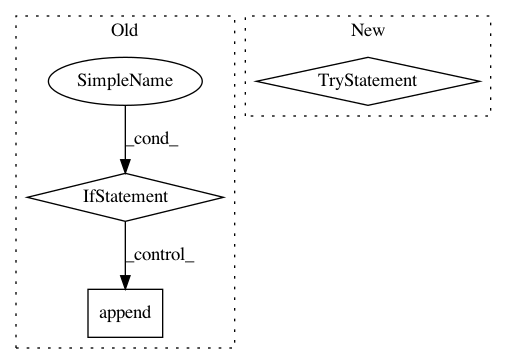 Old
New
SimpleName
TryStatement
_cond_
IfStatement
_control_
append